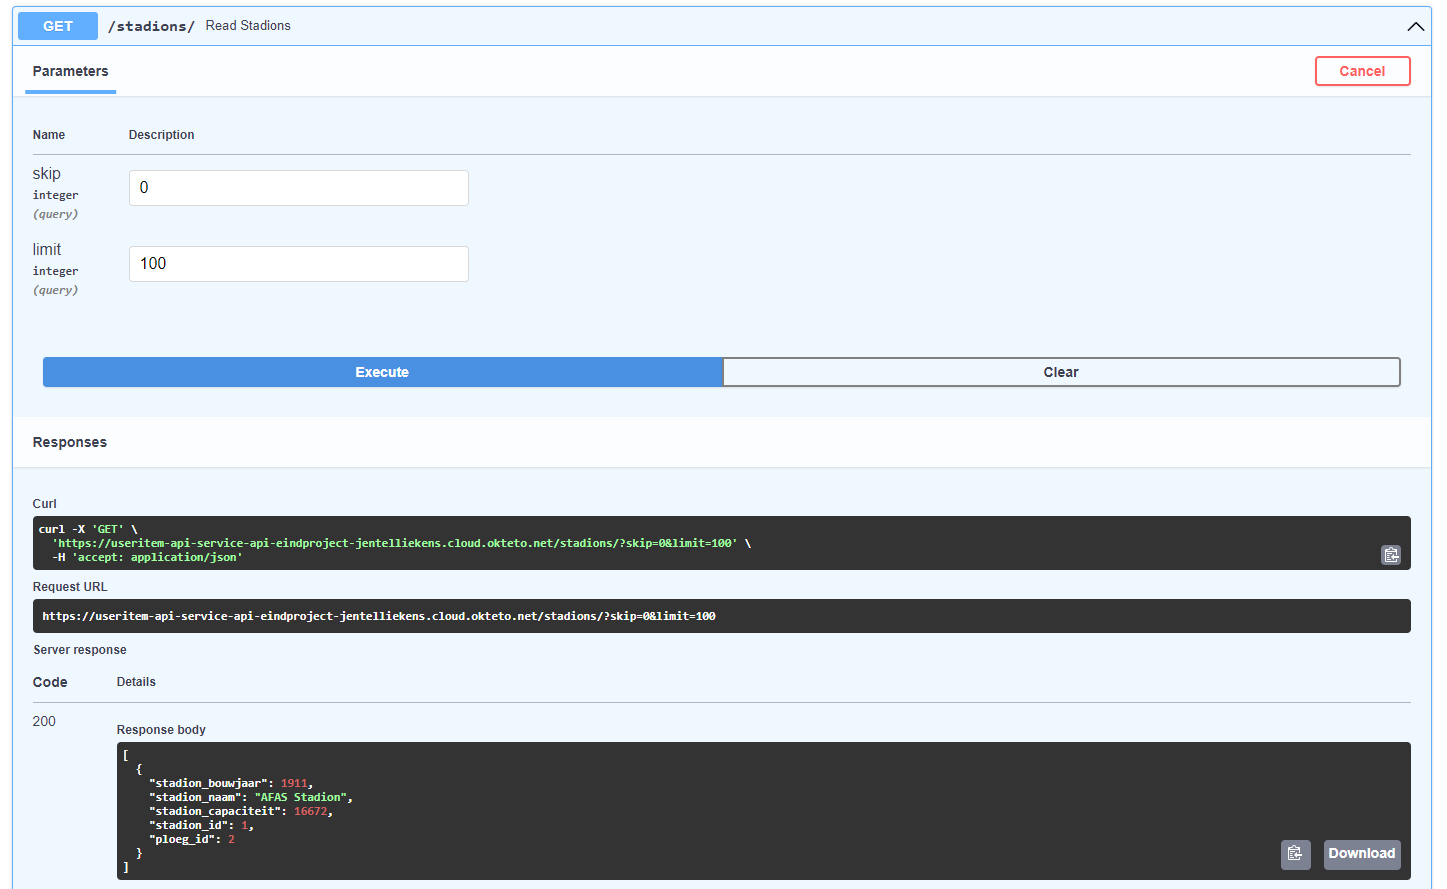 GET /stadions/ Read Stadions
Parameters
Cancel
Name Description
skip
integer
(query)
0
limit
integer
(query)
100
Execute
Clear
Responses
Curl
curl -X 'GET' \
  'https://useritem-api-service-api-eindproject-jentelliekens.cloud.okteto.net/stadions/?skip=0&limit=100' \
  -H 'accept: application/json'
Request URL
https://useritem-api-service-api-eindproject-jentelliekens.cloud.okteto.net/stadions/?skip=0&limit=100
Server response
Code Details
200
Response body
[
  {
    "stadion_bouwjaar": 1911,
    "stadion_naam": "AFAS Stadion",
    "stadion_capaciteit": 16672,
    "stadion_id": 1,
    "ploeg_id": 2
  }
]
Download